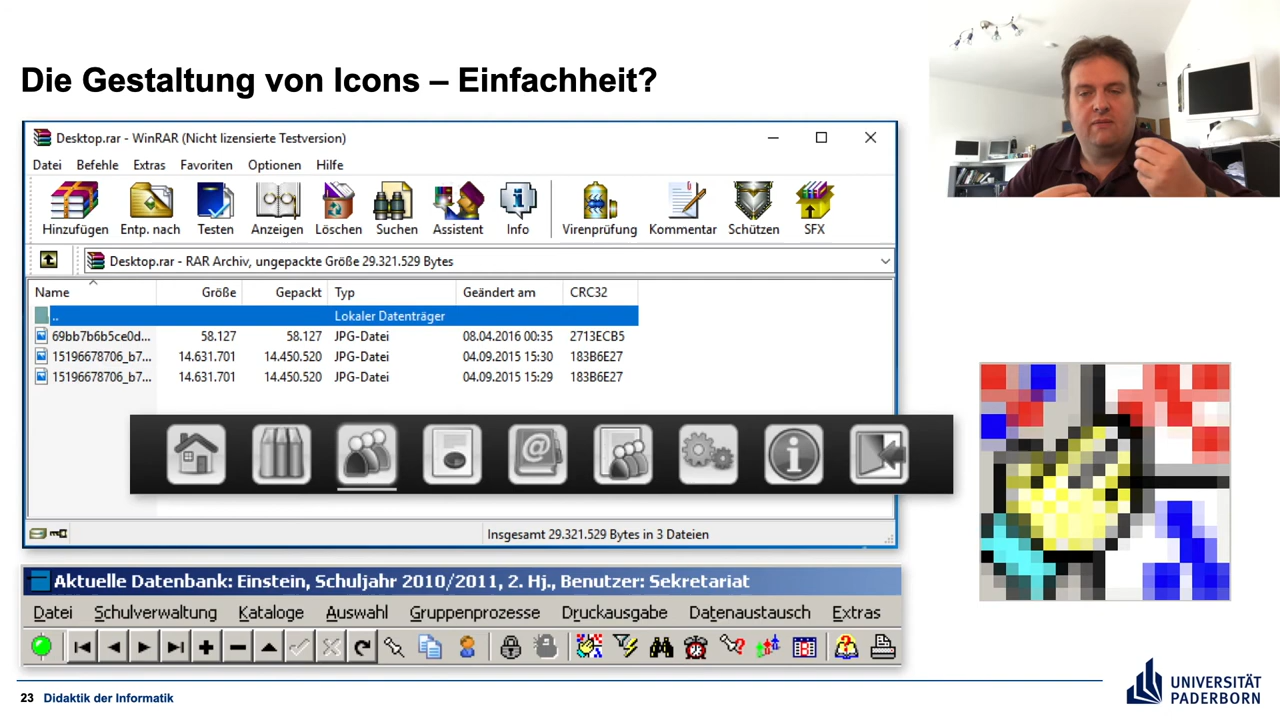 Die Gestaltung von Icons – Einfachheit?
Desktop.rar - WinRAR (Nicht lizensierte Testversion)
Datei Befehle Extras Favoriten Optionen Hilfe
Hinzufügen Entp. nach Testen Anzeigen Löschen Suchen Assistent Info Virenprüfung Kommentar Schützen SFX
Desktop.rar - RAR Archiv, ungepackte Größe 29.321.529 Bytes
Name Größe Gepackt Typ Geändert am CRC32
.. Lokaler Datenträger
69bb7b6b5ce0d... 58.127 58.127 JPG-Datei 08.04.2016 00:35 2713ECB5
15196678706_b7... 14.631.701 14.450.520 JPG-Datei 04.09.2015 15:30 183B6E27
15196678706_b7... 14.631.701 14.450.520 JPG-Datei 04.09.2015 15:29 183B6E27
Insgesamt 29.321.529 Bytes in 3 Dateien
Aktuelle Datenbank: Einstein, Schuljahr 2010/2011, 2. Hj., Benutzer: Sekretariat
Datei Schulverwaltung Kataloge Auswahl Gruppenprozesse Druckausgabe Datenaustausch Extras
23 Didaktik der Informatik
UNIVERSITÄT
PADERBORN